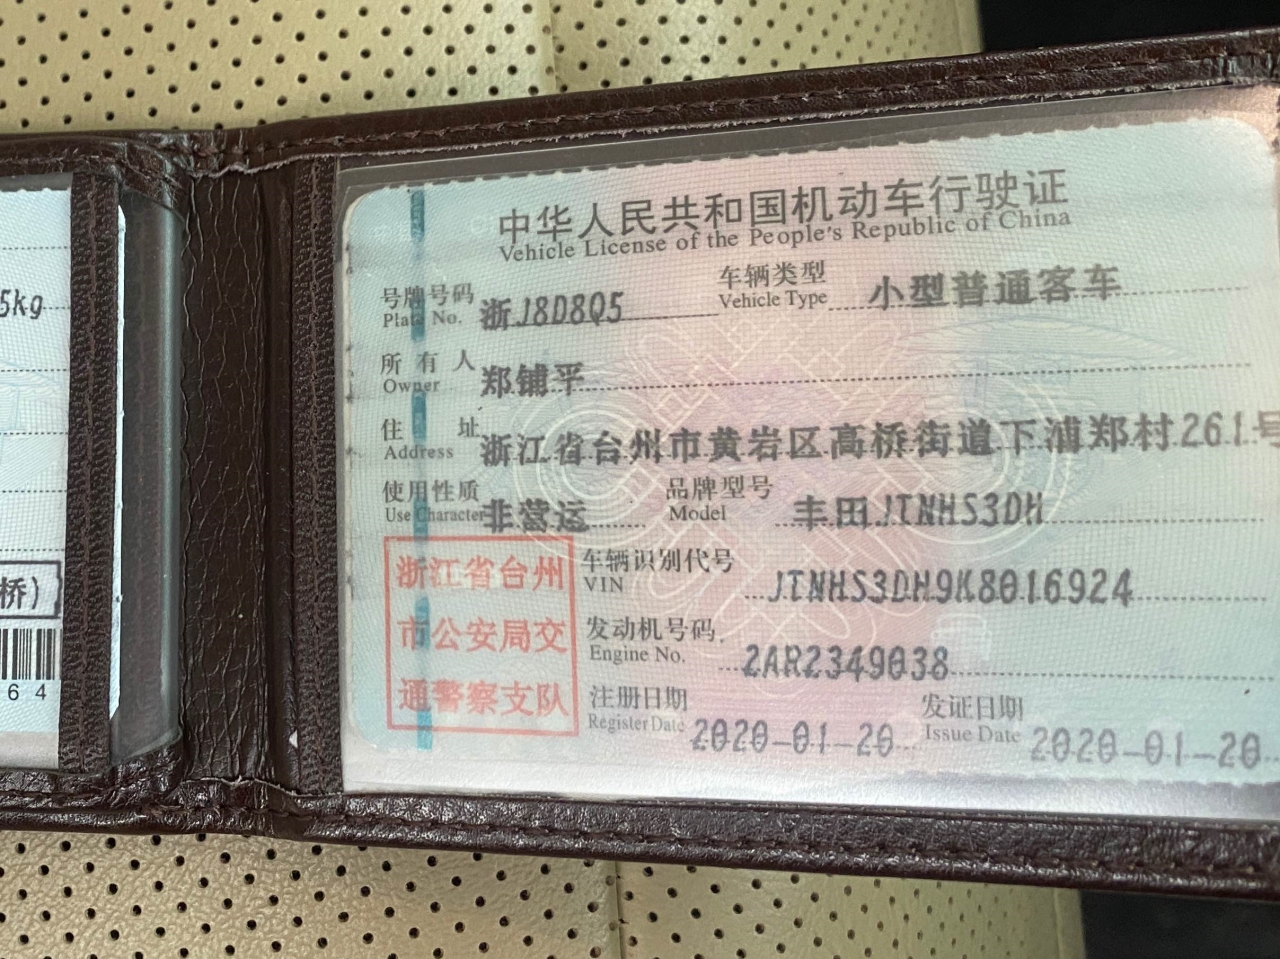 5kg
桥)
64
中华人民共和国机动车行驶证
Vehicle License of the People's Republic of China
号牌号码 浙J8D8Q5 车辆类型 小型普通客车
Plate No. Vehicle Type
所有人 郑铺平
Owner
住址 浙江省台州市黄岩区高桥街道下浦郑村261号
Address
使用性质 非营运 品牌型号 丰田JTNHS3DH
Use Character Model
浙江省台州
市公安局交
通警察支队
车辆识别代号 JTNHS3DH9K8016924
VIN
发动机号码 2AR2349038
Engine No.
注册日期 2020-01-20 发证日期 2020-01-20
Register Date Issue Date